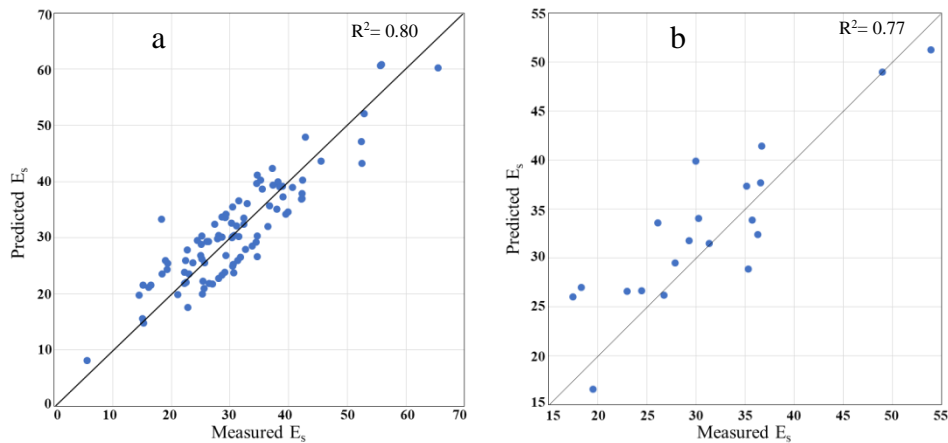 a
R²= 0.80
Predicted Es
70
60
50
40
30
20
10
0
0 10 20 30 40 50 60 70
Measured Es
b
R²= 0.77
Predicted Es
55
50
45
40
35
30
25
20
15
15 20 25 30 35 40 45 50 55
Measured Es